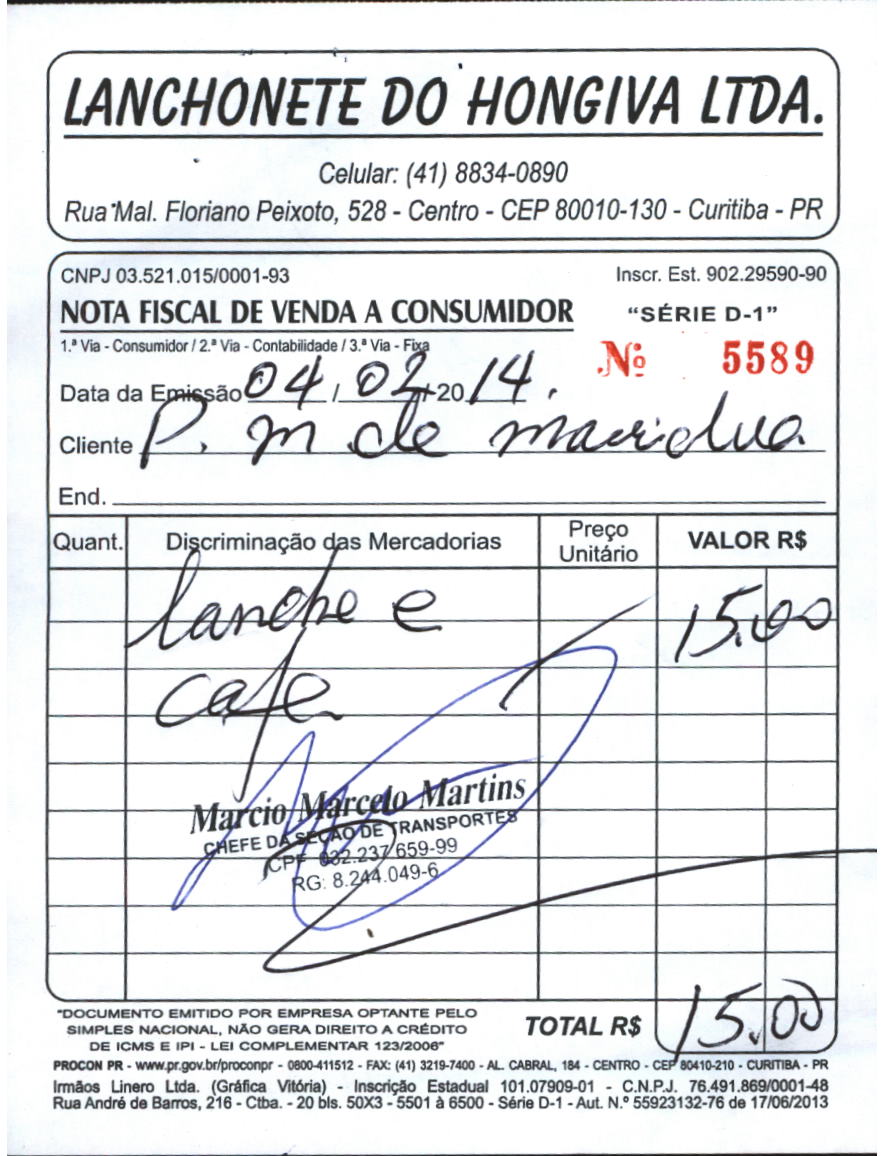 LANCHONETE DO HONGIVA LTDA.
Celular: (41) 8834-0890
Rua Mal. Floriano Peixoto, 528 - Centro - CEP 80010-130 - Curitiba - PR
CNPJ 03.521.015/0001-93 Inscr. Est. 902.29590-90
NOTA FISCAL DE VENDA A CONSUMIDOR "SÉRIE D-1"
1.ª Via - Consumidor / 2.ª Via - Contabilidade / 3.ª Via - Fixa
Nº 5589
Data da Emissão 04 / 02 / 20 14.
Cliente P. m de
End.
Quant. Discriminação das Mercadorias Preço Unitário VALOR R$
lanche e 15,00
cafe
Marcio Marcelo Martins
CHEFE DA SEÇÃO DE TRANSPORTES
CPF 032.237.659-99
RG: 8.244.049-6
"DOCUMENTO EMITIDO POR EMPRESA OPTANTE PELO
SIMPLES NACIONAL, NÃO GERA DIREITO A CRÉDITO
DE ICMS E IPI - LEI COMPLEMENTAR 123/2006"
TOTAL R$ 15,00
PROCON PR - www.pr.gov.br/proconpr - 0800-411512 - FAX: (41) 3219-7400 - AL. CABRAL, 184 - CENTRO - CEP 80410-210 - CURITIBA - PR
Irmãos Linero Ltda. (Gráfica Vitória) - Inscrição Estadual 101.07909-01 - C.N.P.J. 76.491.869/0001-48
Rua André de Barros, 216 - Ctba. - 20 bls. 50X3 - 5501 à 6500 - Série D-1 - Aut. N.º 55923132-76 de 17/06/2013